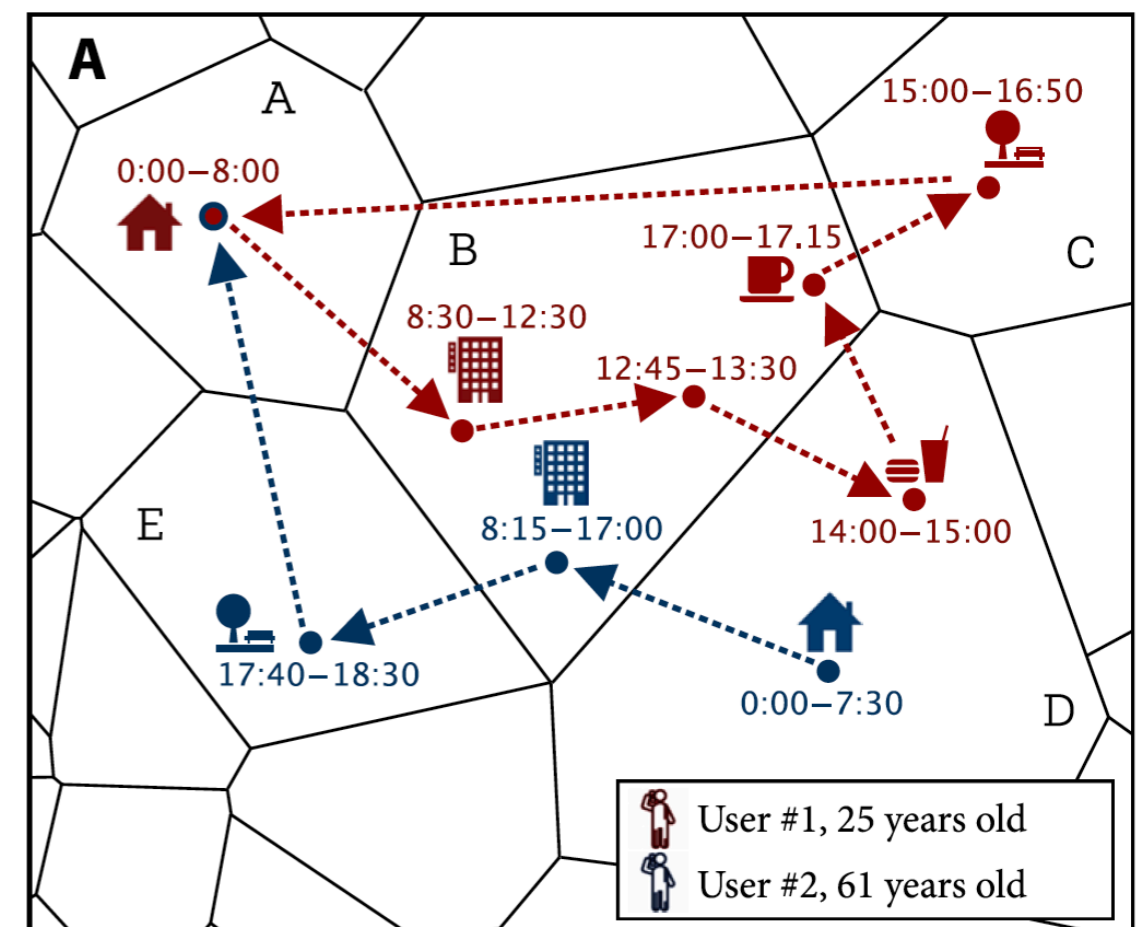 A
A
15:00–16:50
0:00–8:00
17:00–17.15
B
C
8:30–12:30
12:45–13:30
E
8:15–17:00
14:00–15:00
17:40–18:30
0:00–7:30
D
User #1, 25 years old
User #2, 61 years old